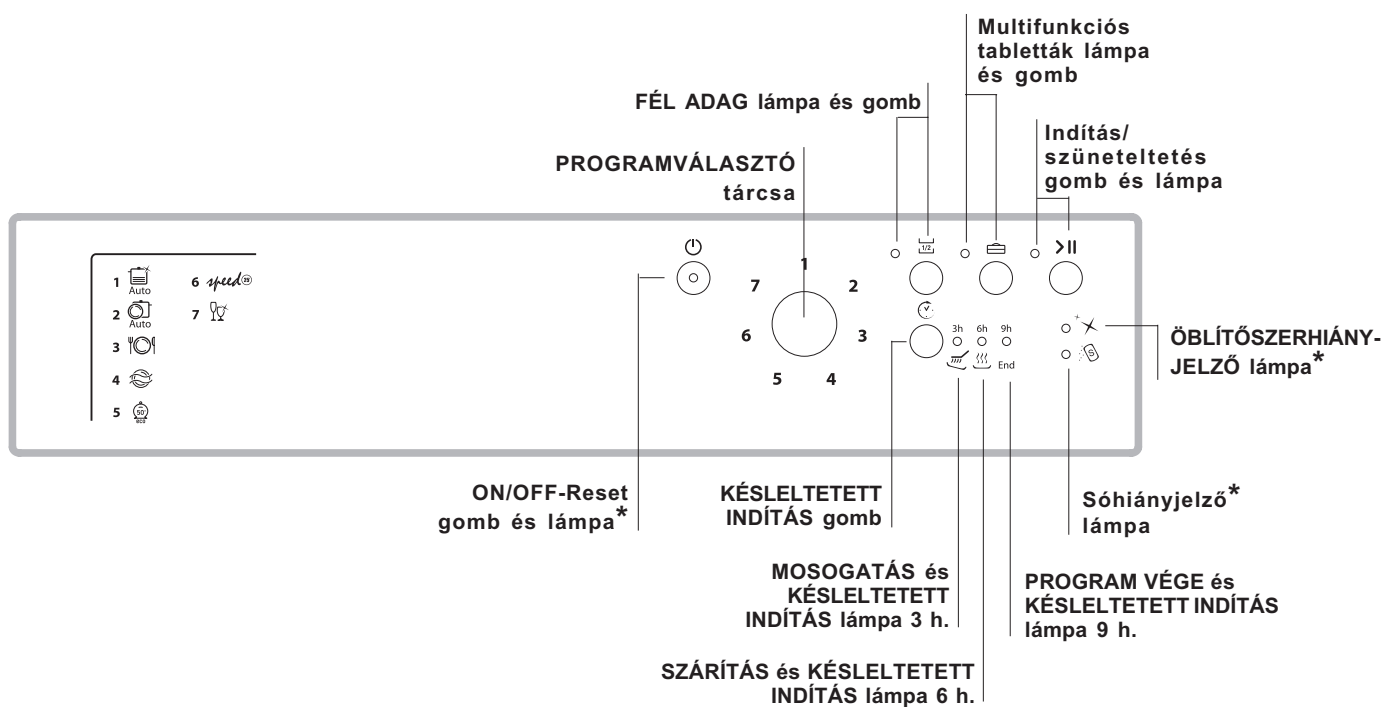 Multifunkciós
tabletták lámpa
és gomb
FÉL ADAG lámpa és gomb
Indítás/
szüneteltetés
gomb és lámpa
PROGRAMVÁLASZTÓ
tárcsa
1 Auto
2 Auto
3
4
5 50° eco
6 speed 25
7
1
2
3
4
5
6
7
1/2
3h 6h 9h
End
S
ÖBLÍTŐSZERHIÁNY-
JELZŐ lámpa*
ON/OFF-Reset
gomb és lámpa*
KÉSLELTETETT
INDÍTÁS gomb
Sóhiányjelző*
lámpa
MOSOGATÁS és
KÉSLELTETETT
INDÍTÁS lámpa 3 h.
PROGRAM VÉGE és
KÉSLELTETETT INDÍTÁS
lámpa 9 h.
SZÁRÍTÁS és KÉSLELTETETT
INDÍTÁS lámpa 6 h.